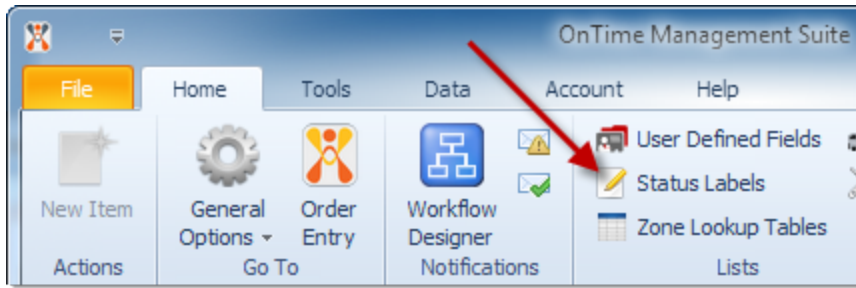 OnTime Management Suite
File Home Tools Data Account Help
New Item
General Options
Order Entry
Workflow Designer
User Defined Fields
Status Labels
Zone Lookup Tables
Actions Go To Notifications Lists